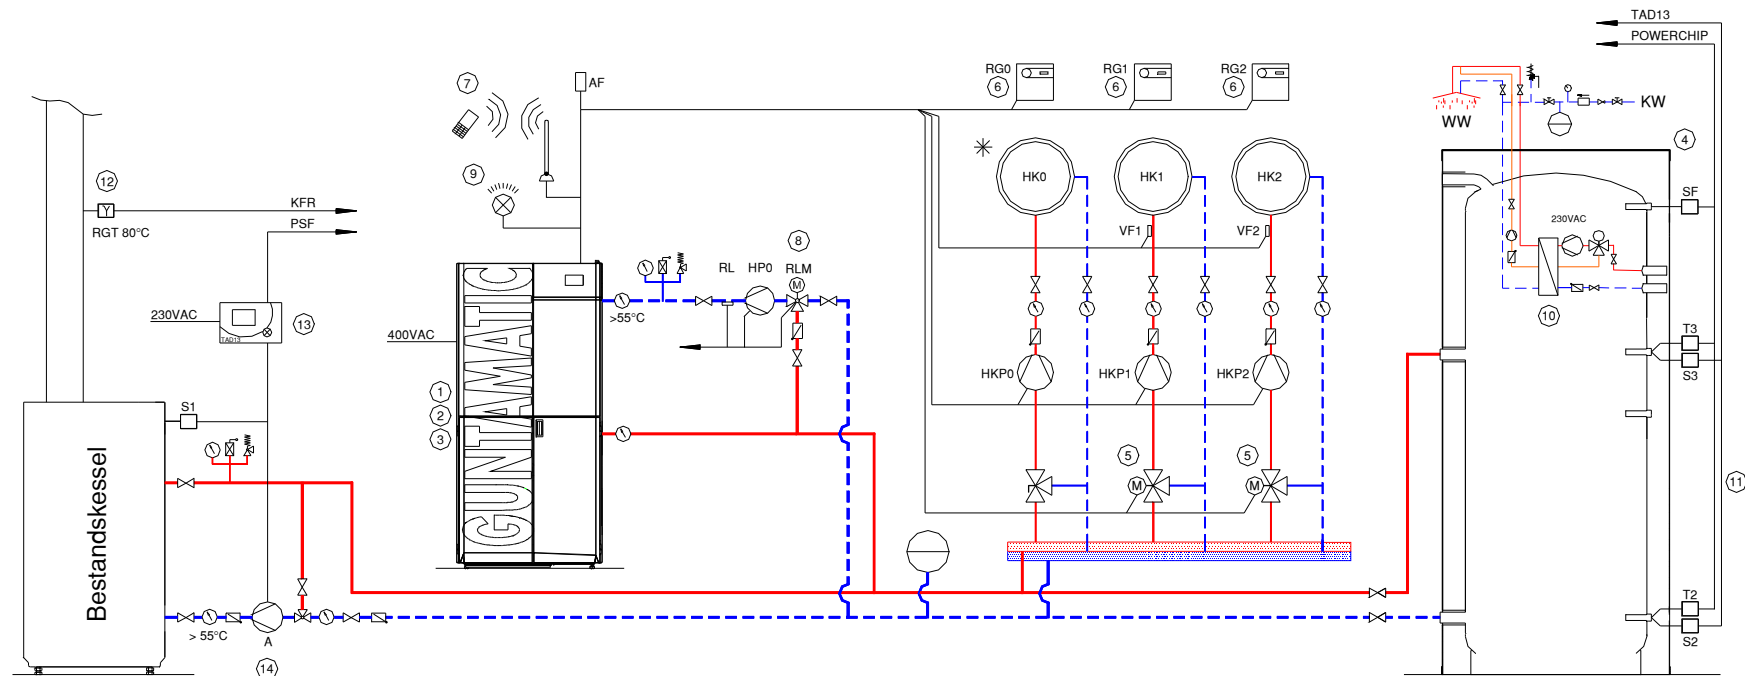 TAD13
POWERCHIP
7
AF
RG0
6
RG1
6
RG2
6
WW
KW
4
12
Y
KFR
RGT 80°C
PSF
9
HK0
HK1
HK2
SF
VF1
VF2
230VAC
8
RL
HP0
RLM
M
>55°C
10
230VAC
TAD13
13
400VAC
GUNTAMATIC
T3
S3
HKP0
HKP1
HKP2
1
2
3
S1
Bestandskessel
5
5
M
M
11
T2
S2
> 55°C
A
14